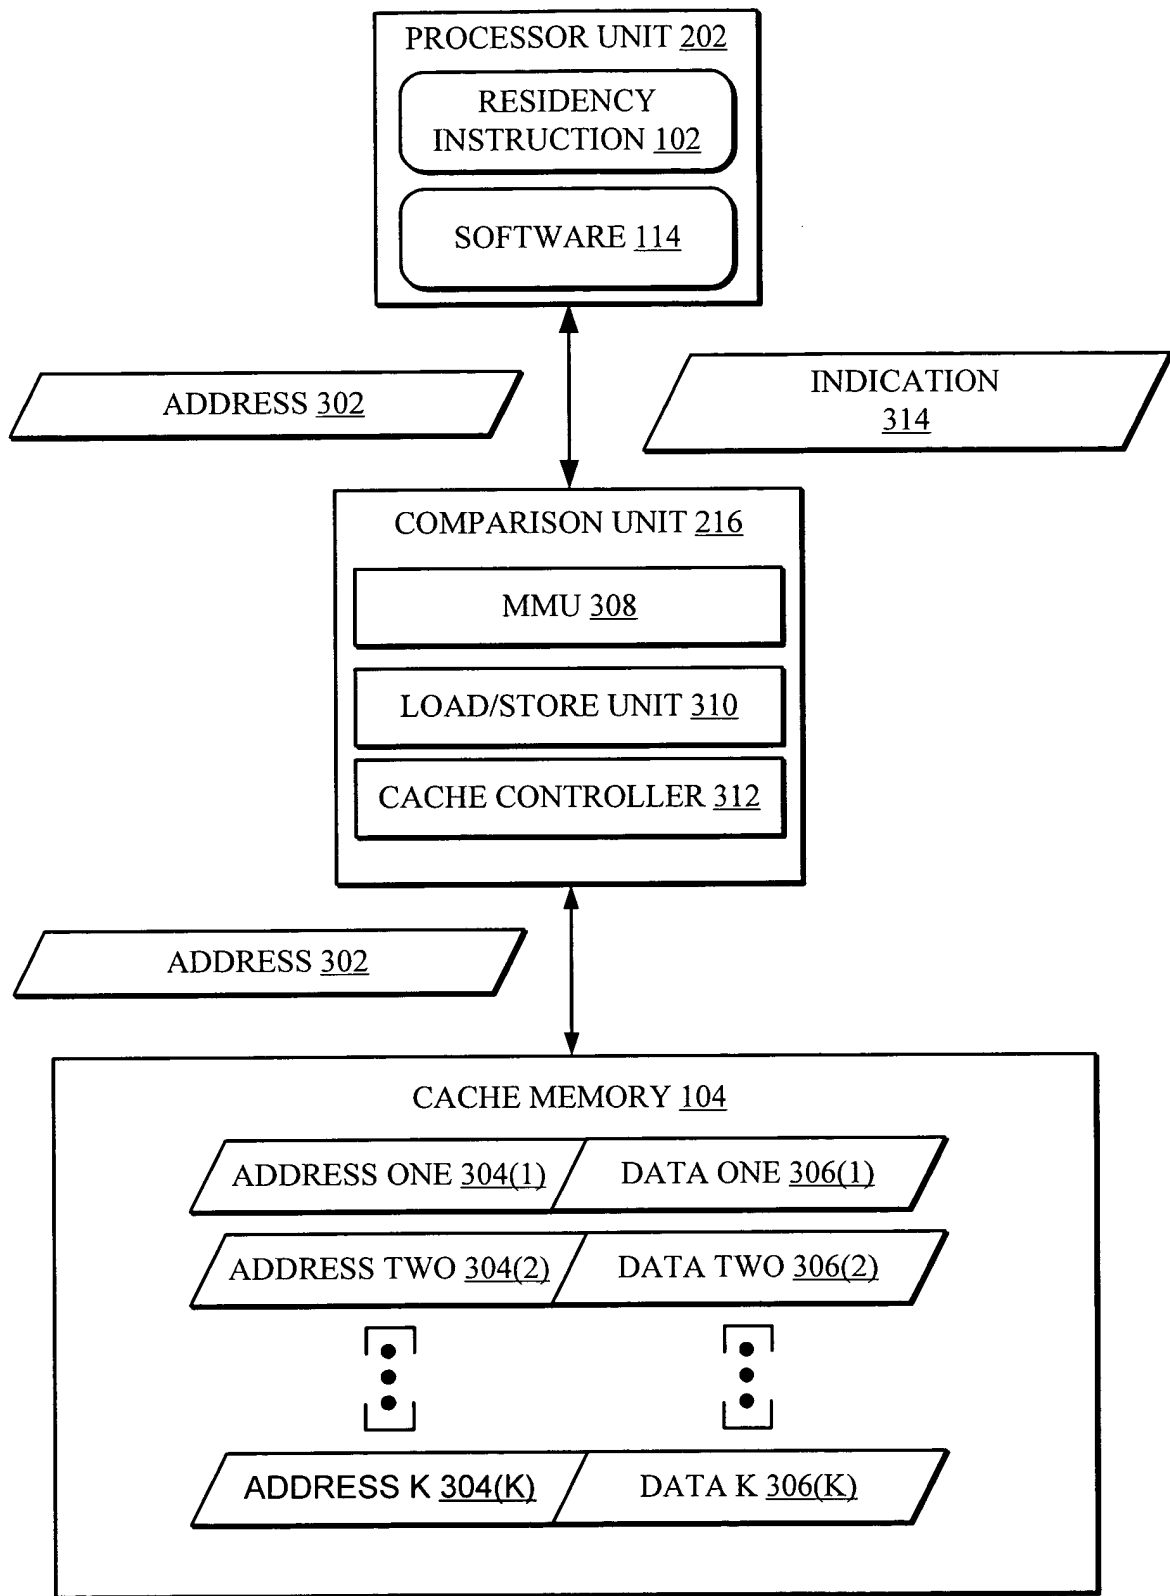 PROCESSOR UNIT 202
RESIDENCY
INSTRUCTION 102
SOFTWARE 114
ADDRESS 302
INDICATION
314
COMPARISON UNIT 216
MMU 308
LOAD/STORE UNIT 310
CACHE CONTROLLER 312
ADDRESS 302
CACHE MEMORY 104
ADDRESS ONE 304(1) DATA ONE 306(1)
ADDRESS TWO 304(2) DATA TWO 306(2)
ADDRESS K 304(K) DATA K 306(K)